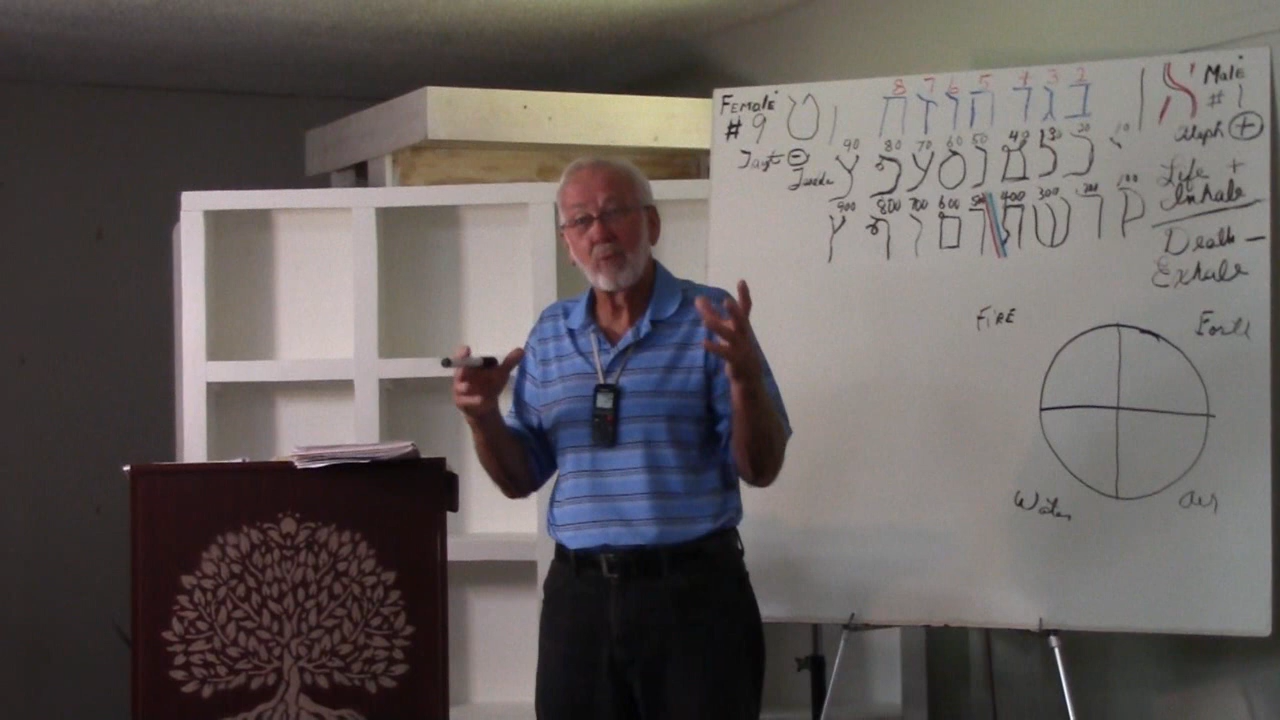 Female
# 9
Tayt ⊖
8 7 6 5 4 3 2
א ב ג ד ה ו ז ח ט
90 80 70 60 50 40 30 20 10
י כ ל מ נ ס ע פ צ
900 800 700 600 500 400 300 200 100
ק ר ש ת ך ם ן ף ץ
Male
# 1
Aleph ⊕
Life +
Inhale
Death –
Exhale
FIRE
Earth
Water
Air